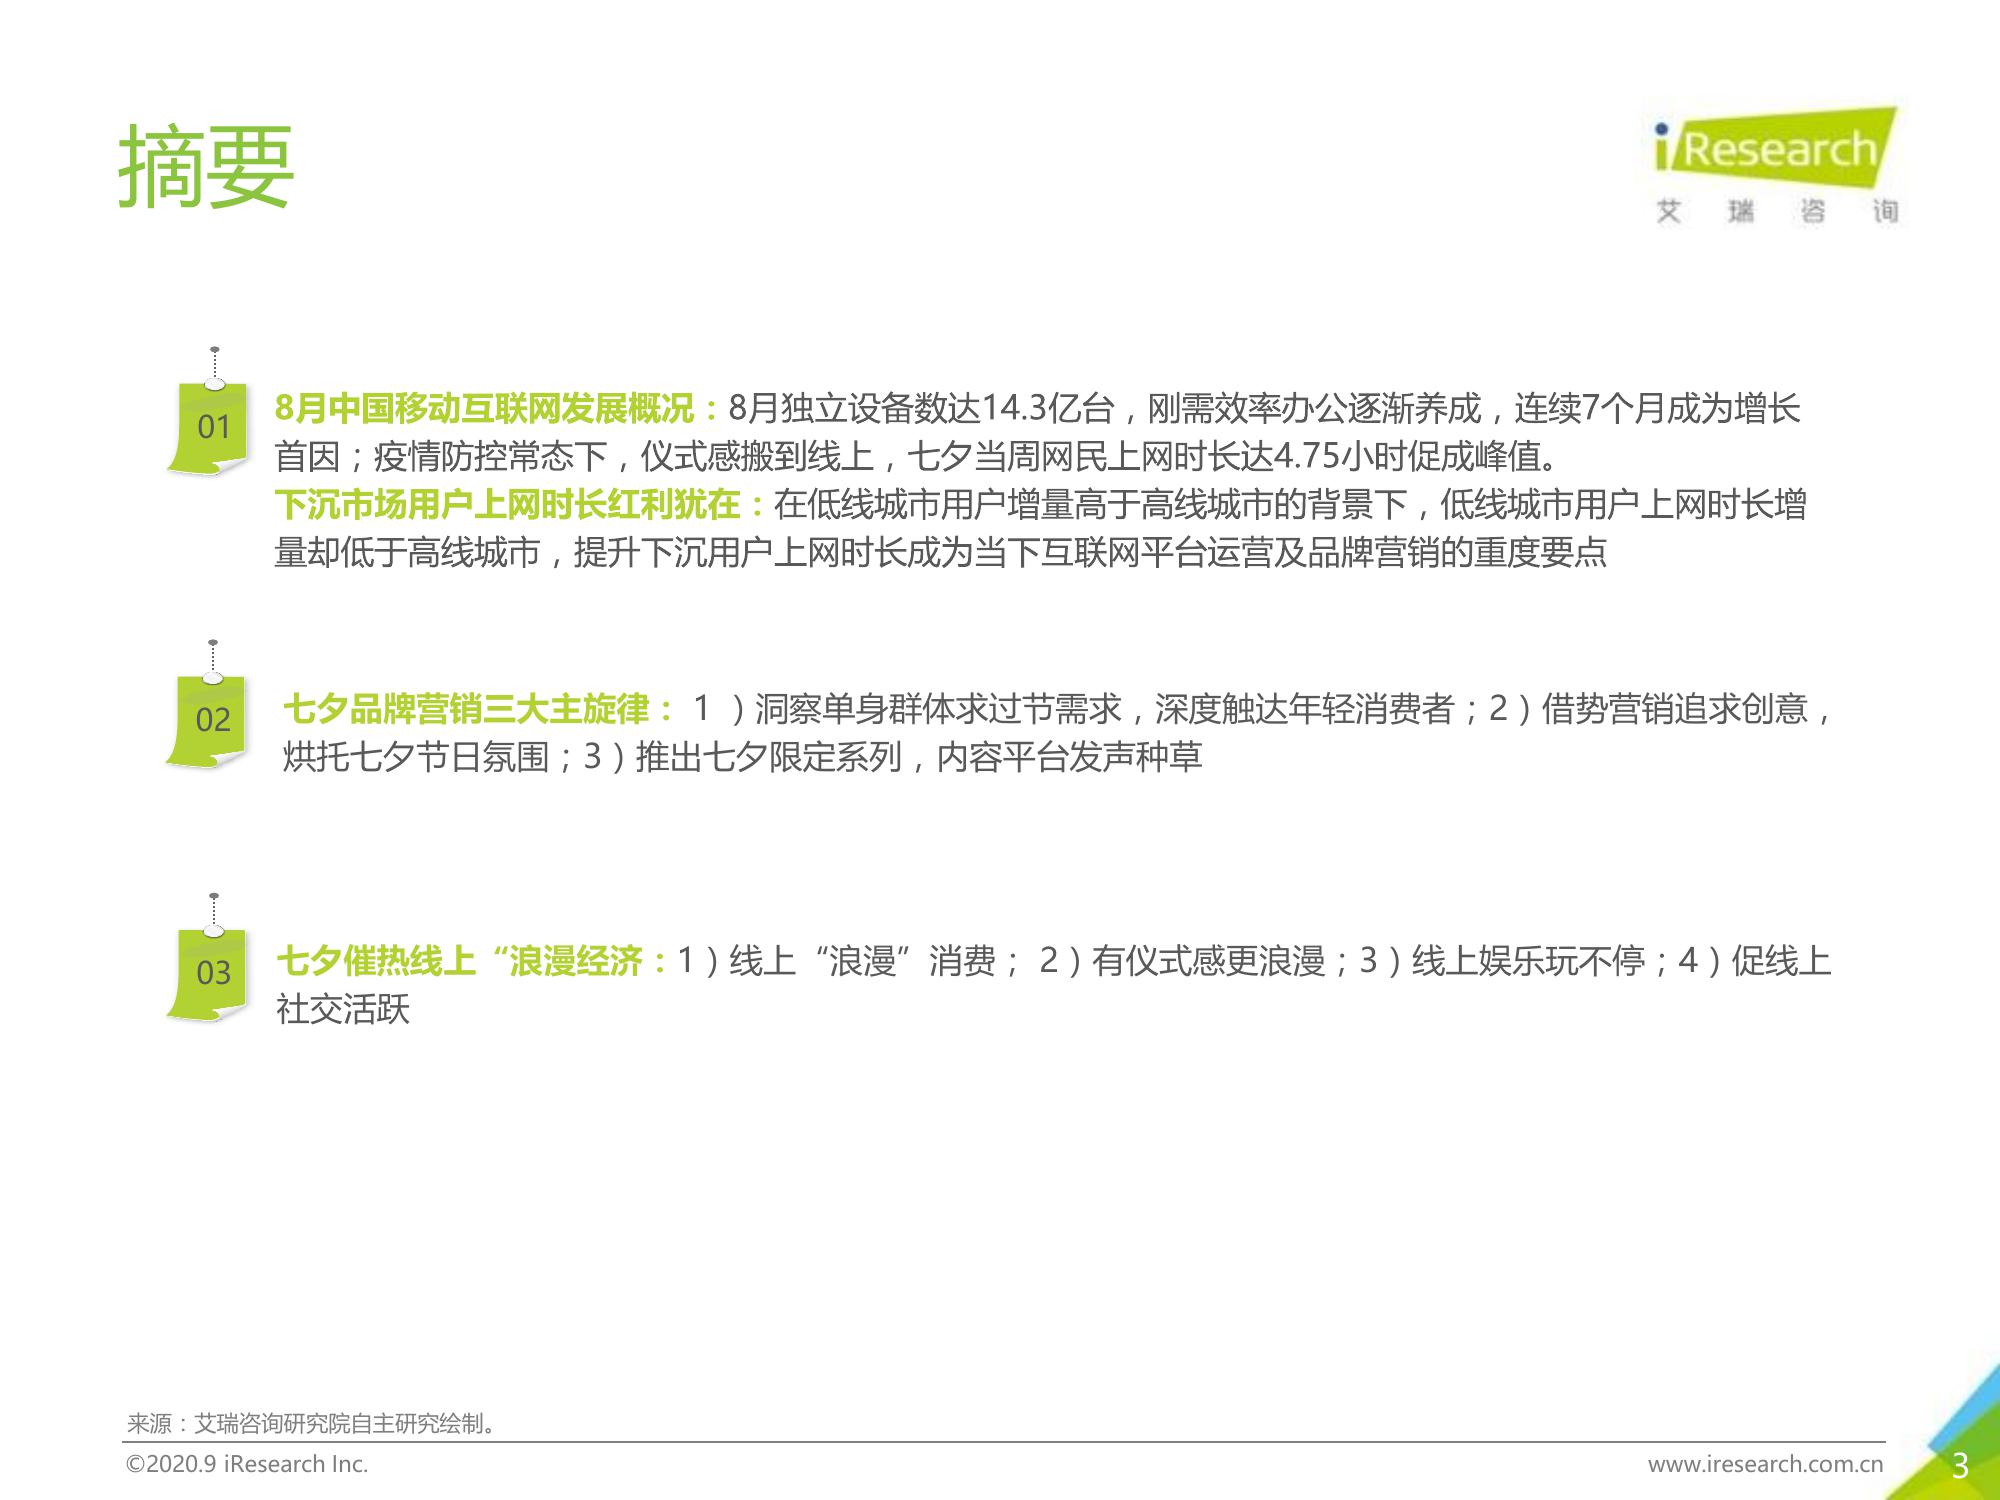 摘要
iResearch
艾瑞咨询
01
8月中国移动互联网发展概况：8月独立设备数达14.3亿台，刚需效率办公逐渐养成，连续7个月成为增长
首因；疫情防控常态下，仪式感搬到线上，七夕当周网民上网时长达4.75小时促成峰值。
下沉市场用户上网时长红利犹在：在低线城市用户增量高于高线城市的背景下，低线城市用户上网时长增
量却低于高线城市，提升下沉用户上网时长成为当下互联网平台运营及品牌营销的重度要点
02
七夕品牌营销三大主旋律： 1 ）洞察单身群体求过节需求，深度触达年轻消费者；2）借势营销追求创意，
烘托七夕节日氛围；3）推出七夕限定系列，内容平台发声种草
03
七夕催热线上“浪漫经济：1）线上“浪漫”消费； 2）有仪式感更浪漫；3）线上娱乐玩不停；4）促线上
社交活跃
来源：艾瑞咨询研究院自主研究绘制。
©2020.9 iResearch Inc.
www.iresearch.com.cn
3